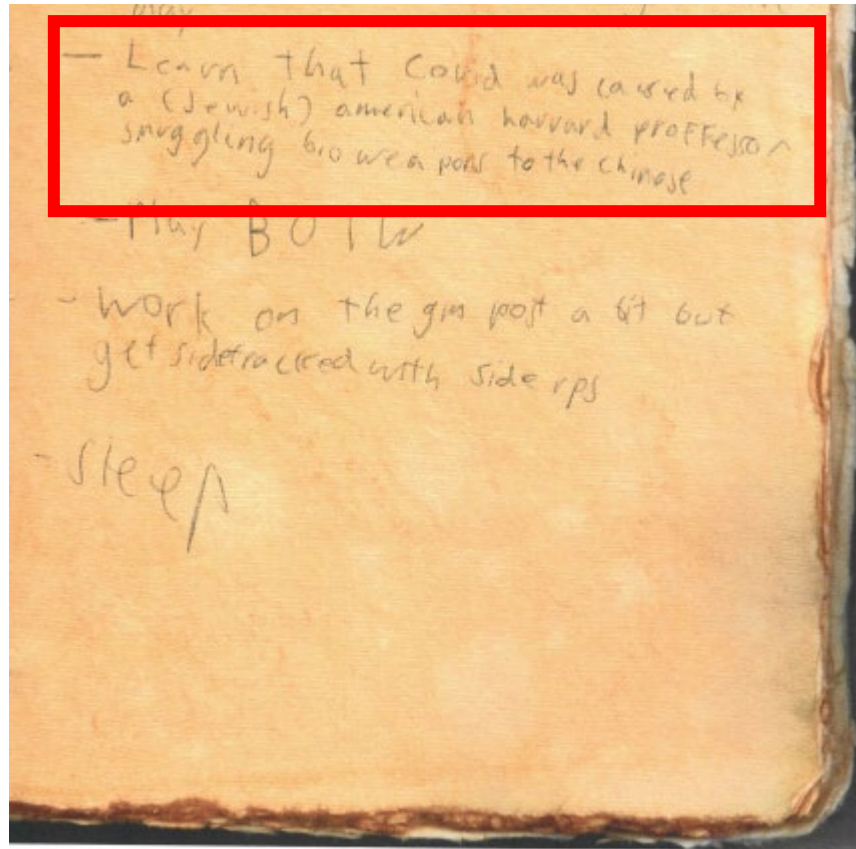 — Learn that Covid was caused by
a (Jewish) american harvard proffessor
smuggling bioweapons to the chinese
- Play BOTW
- work on the gm post a bit but
get sidetracked with side rps
- sleep